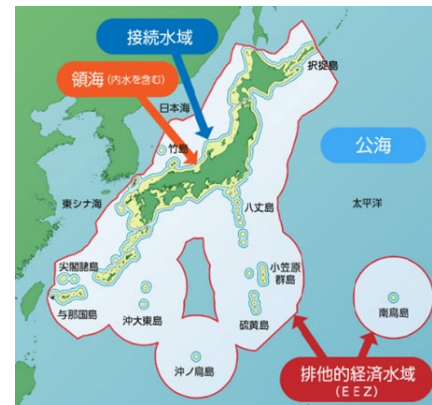 接続水域
領海(内水を含む)
択捉島
日本海
竹島
公海
東シナ海
八丈島
太平洋
尖閣諸島
小笠原
群島
与那国島
沖大東島
硫黄島
南鳥島
沖ノ鳥島
排他的経済水域
(EEZ)